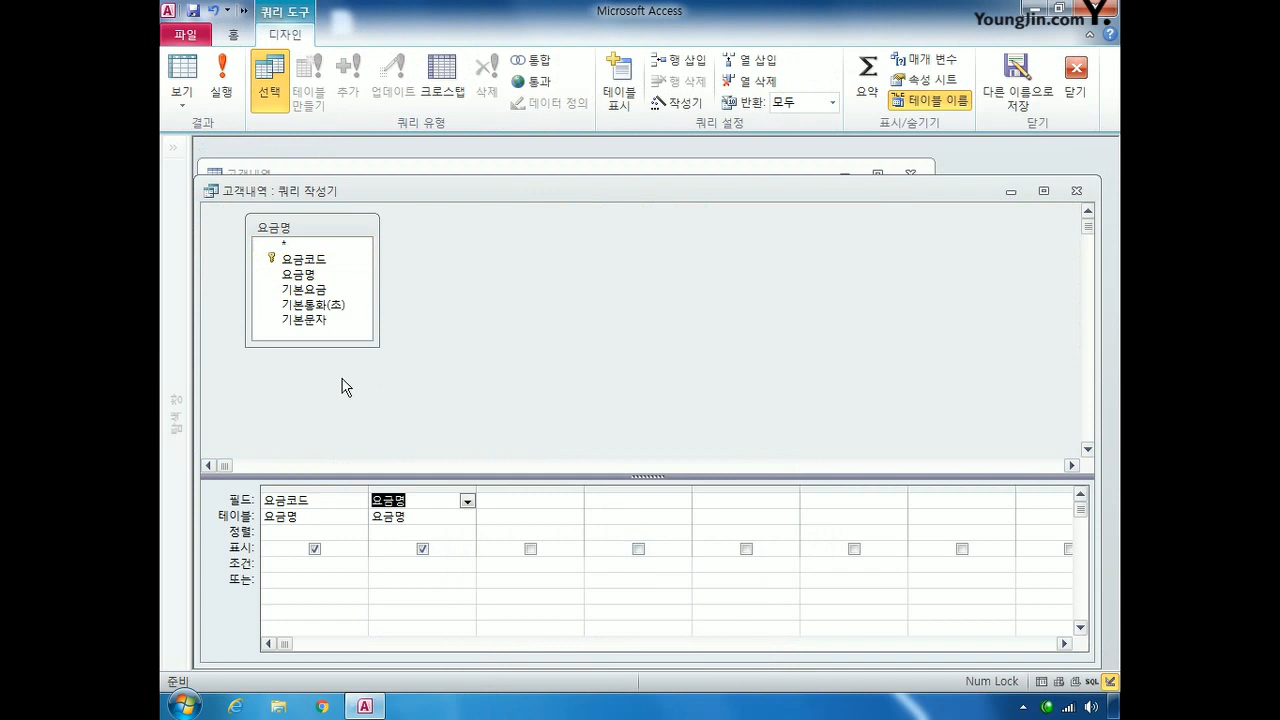 쿼리 도구
Microsoft Access
YoungJin.com Y.
파일
홈
디자인
보기
실행
결과
선택
테이블 만들기
추가
업데이트
크로스탭
삭제
통합
통과
데이터 정의
쿼리 유형
테이블 표시
행 삽입
행 삭제
작성기
열 삽입
열 삭제
반환: 모두
쿼리 설정
요약
매개 변수
속성 시트
테이블 이름
표시/숨기기
다른 이름으로 저장
닫기
닫기
고객내역
고객내역 : 쿼리 작성기
탐색 창
요금명
*
요금코드
요금명
기본요금
기본통화(초)
기본문자
필드: 요금코드 요금명
테이블: 요금명 요금명
정렬:
표시:
조건:
또는:
준비
Num Lock
SQL